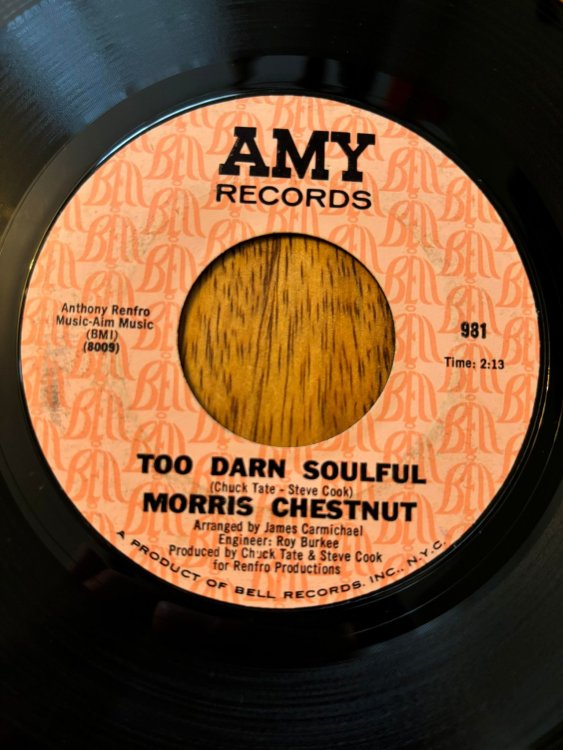 AMY
RECORDS
Anthony Renfro
Music-Aim Music
(BMI)
(8009)
981
Time: 2:13
TOO DARN SOULFUL
(Chuck Tate - Steve Cook)
MORRIS CHESTNUT
Arranged by James Carmichael
Engineer: Roy Burkee
Produced by Chuck Tate & Steve Cook
for Renfro Productions
A PRODUCT OF BELL RECORDS, INC., N.Y.C.